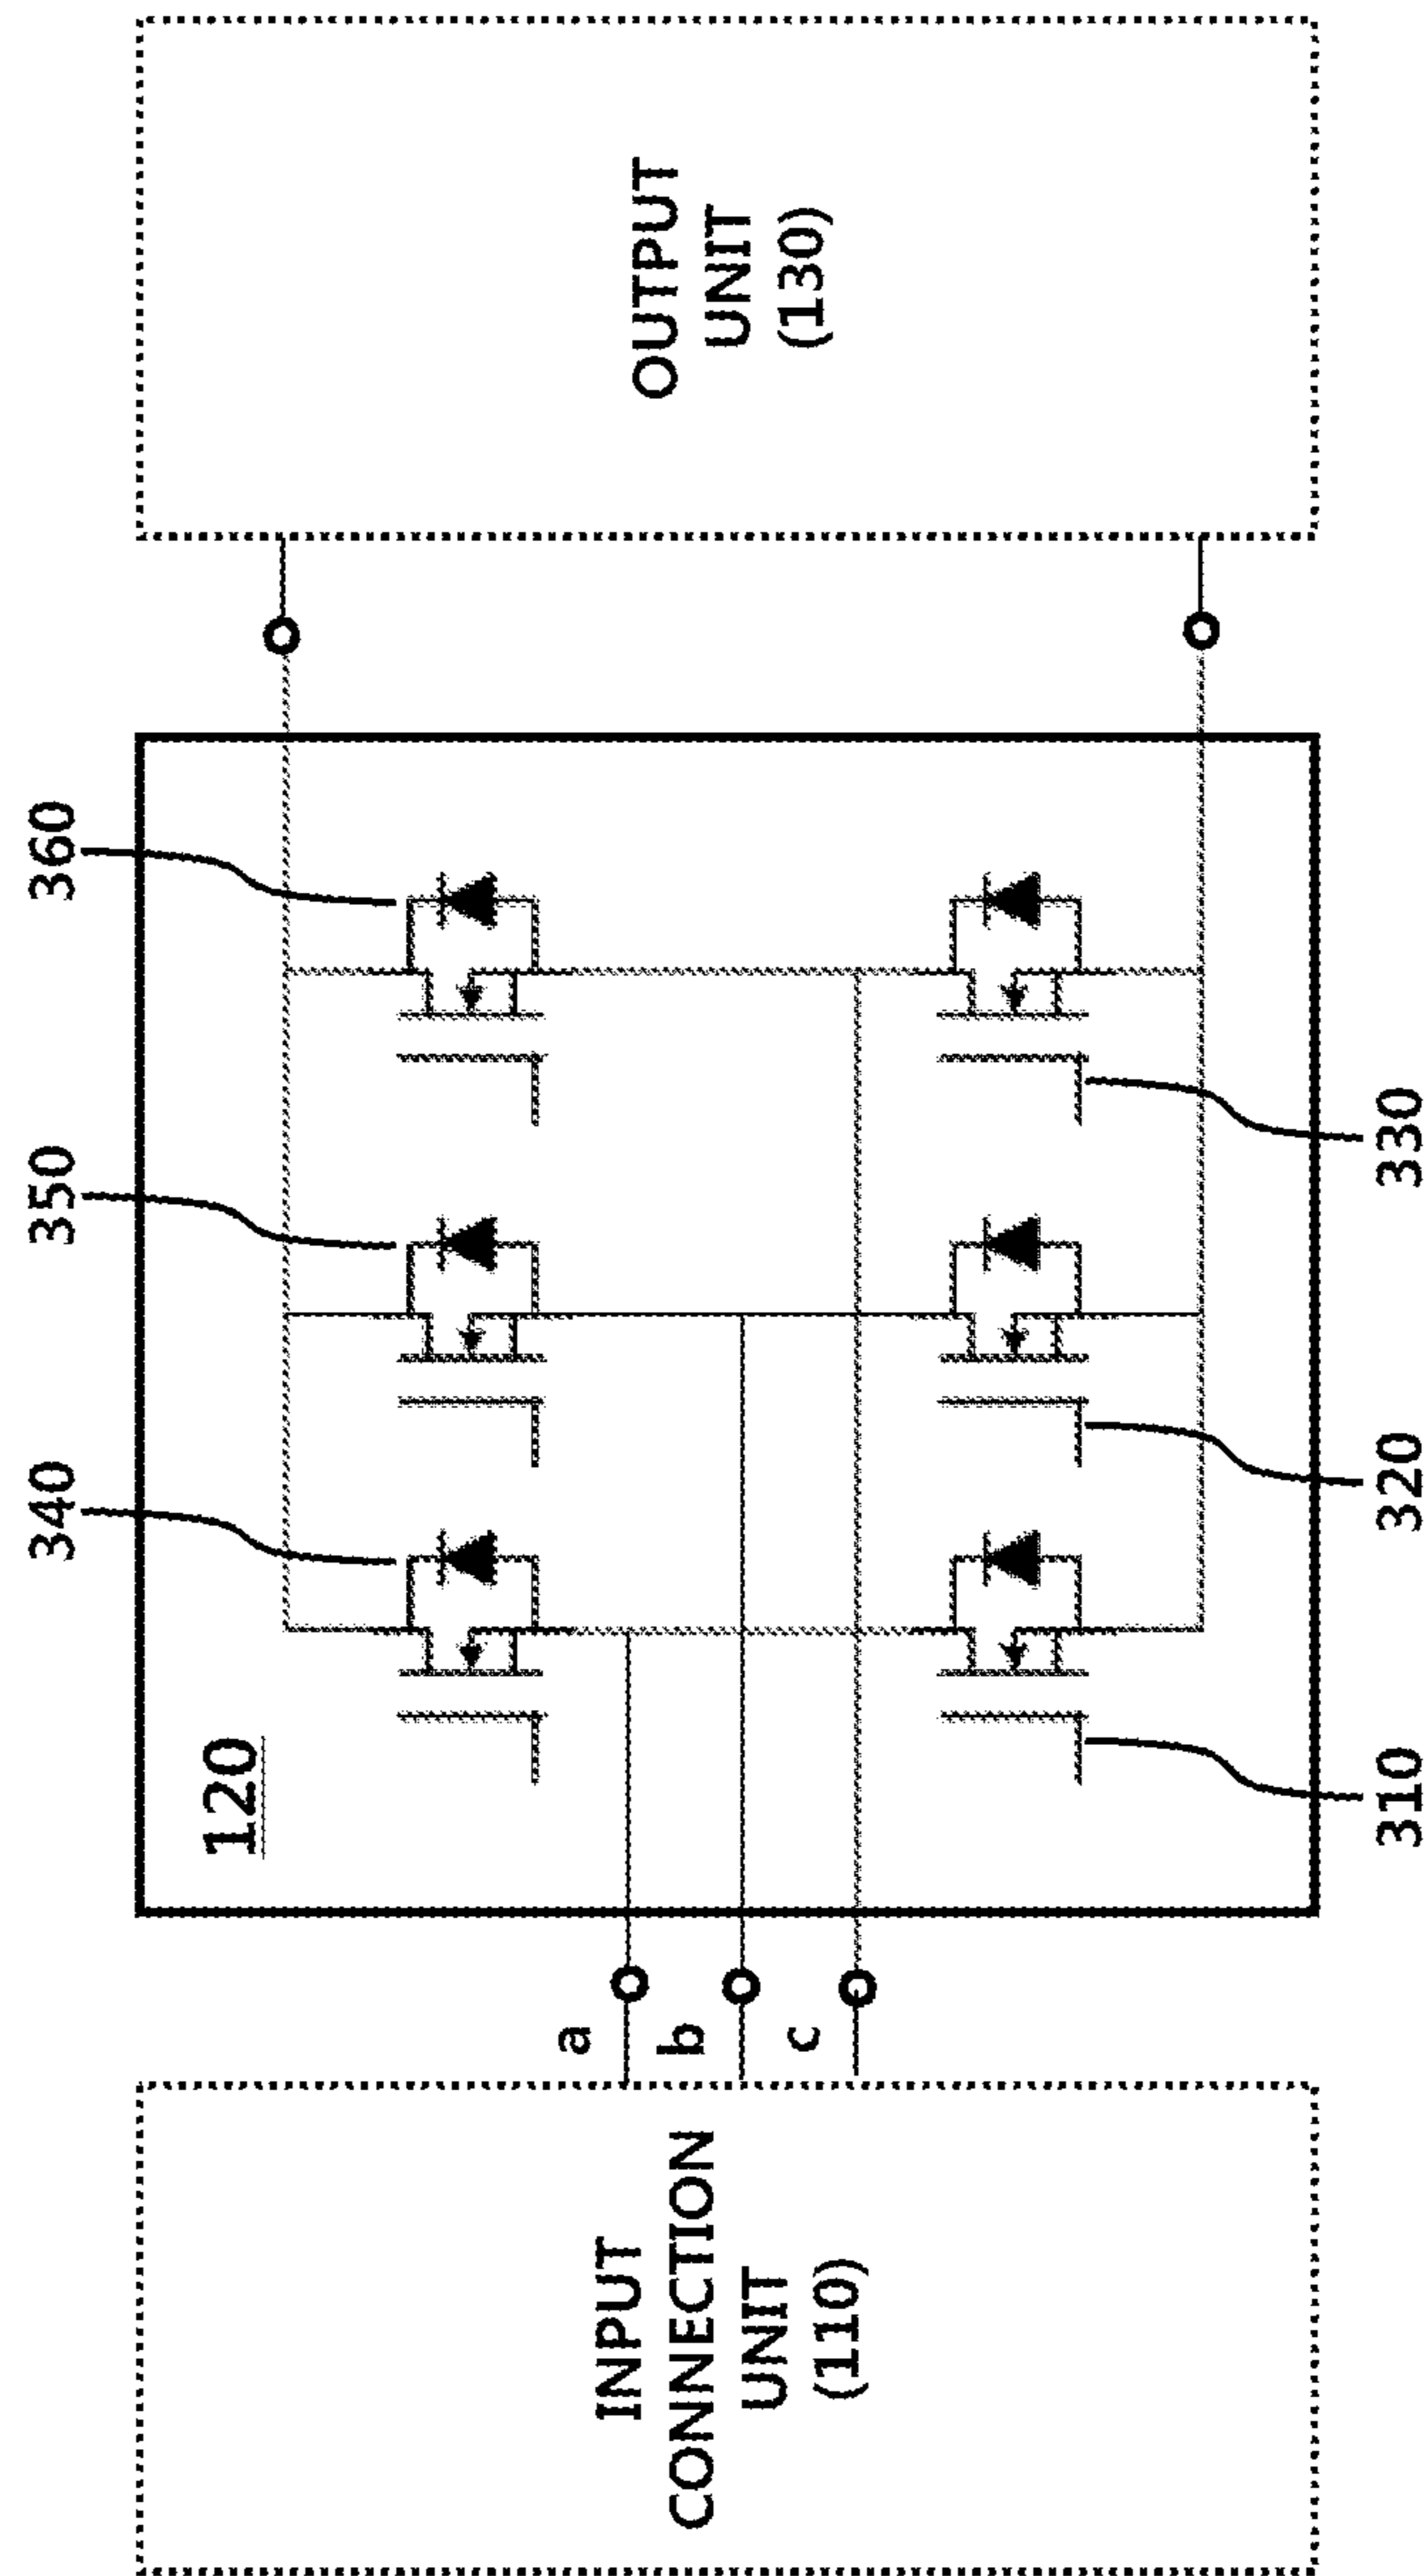 340
350
360
120
INPUT
CONNECTION
UNIT
(110)
a
b
c
OUTPUT
UNIT
(130)
310
320
330